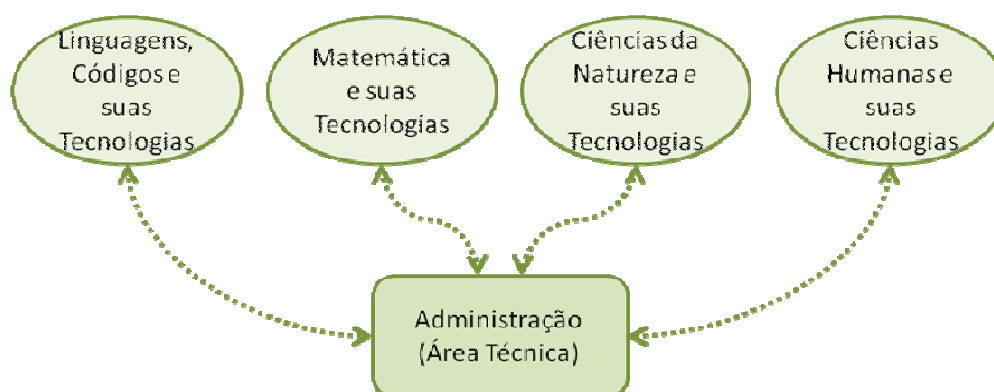 Linguagens,
Códigos e
suas
Tecnologias
Matemática
e suas
Tecnologias
Ciências da
Natureza e
suas
Tecnologias
Ciências
Humanas e
suas
Tecnologias
Administração
(Área Técnica)